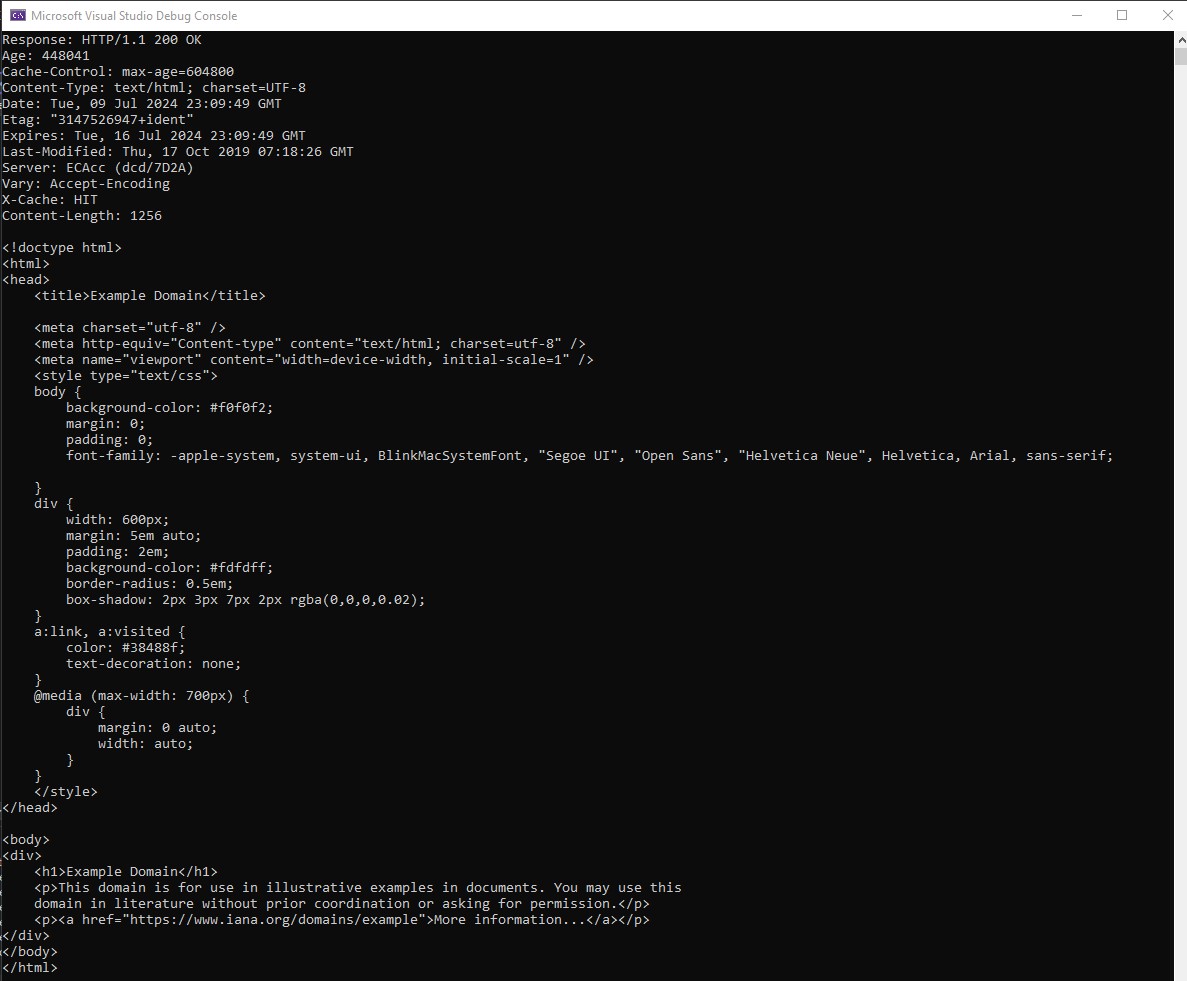 Microsoft Visual Studio Debug Console
Response: HTTP/1.1 200 OK
Age: 448041
Cache-Control: max-age=604800
Content-Type: text/html; charset=UTF-8
Date: Tue, 09 Jul 2024 23:09:49 GMT
Etag: "3147526947+ident"
Expires: Tue, 16 Jul 2024 23:09:49 GMT
Last-Modified: Thu, 17 Oct 2019 07:18:26 GMT
Server: ECAcc (dcd/7D2A)
Vary: Accept-Encoding
X-Cache: HIT
Content-Length: 1256

<!doctype html>
<html>
<head>
    <title>Example Domain</title>

    <meta charset="utf-8" />
    <meta http-equiv="Content-type" content="text/html; charset=utf-8" />
    <meta name="viewport" content="width=device-width, initial-scale=1" />
    <style type="text/css">
    body {
        background-color: #f0f0f2;
        margin: 0;
        padding: 0;
        font-family: -apple-system, system-ui, BlinkMacSystemFont, "Segoe UI", "Open Sans", "Helvetica Neue", Helvetica, Arial, sans-serif;

    }
    div {
        width: 600px;
        margin: 5em auto;
        padding: 2em;
        background-color: #fdfdff;
        border-radius: 0.5em;
        box-shadow: 2px 3px 7px 2px rgba(0,0,0,0.02);
    }
    a:link, a:visited {
        color: #38488f;
        text-decoration: none;
    }
    @media (max-width: 700px) {
        div {
            margin: 0 auto;
            width: auto;
        }
    }
    </style>
</head>

<body>
<div>
    <h1>Example Domain</h1>
    <p>This domain is for use in illustrative examples in documents. You may use this
    domain in literature without prior coordination or asking for permission.</p>
    <p><a href="https://www.iana.org/domains/example">More information...</a></p>
</div>
</body>
</html>